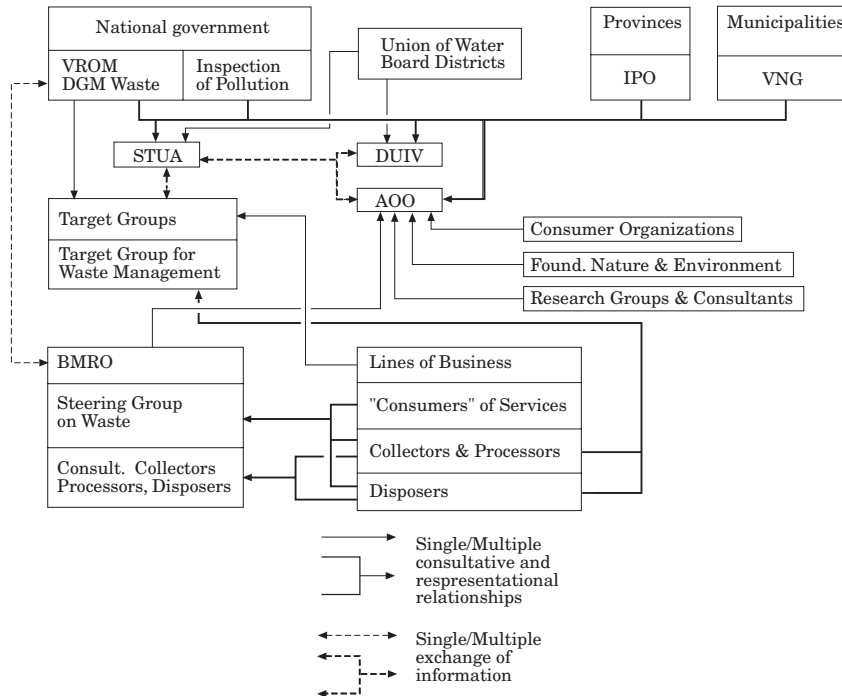 National government
Provinces
Municipalities
Union of Water
Board Districts
VROM
DGM Waste
Inspection
of Pollution
IPO
VNG
STUA
DUIV
AOO
Target Groups
Target Group for
Waste Management
Consumer Organizations
Found. Nature & Environment
Research Groups & Consultants
BMRO
Steering Group
on Waste
Consult. Collectors
Processors, Disposers
Lines of Business
"Consumers" of Services
Collectors & Processors
Disposers
Single/Multiple
consultative and
respresentational
relationships
Single/Multiple
exchange of
information